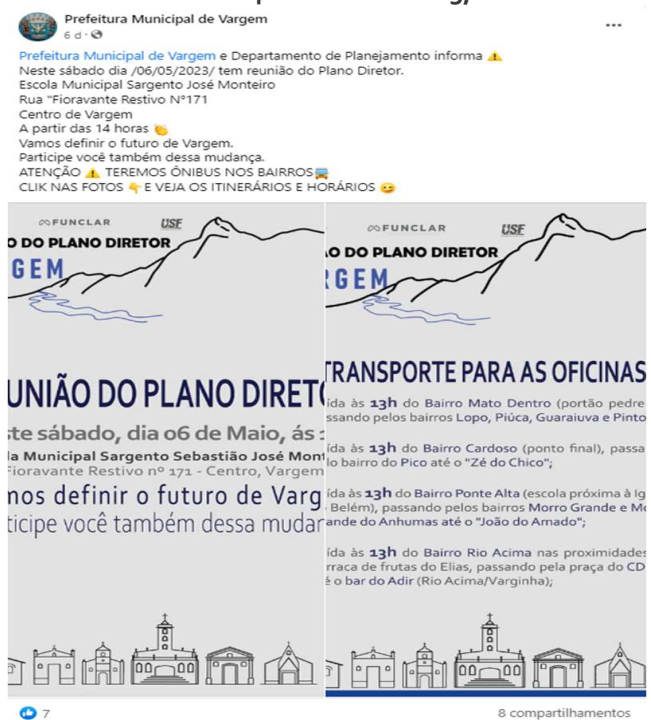 Prefeitura Municipal de Vargem
6 d
Prefeitura Municipal de Vargem e Departamento de Planejamento informa ⚠️
Neste sábado dia /06/05/2023/ tem reunião do Plano Diretor.
Escola Municipal Sargento José Monteiro
Rua "Fioravante Restivo N°171
Centro de Vargem
A partir das 14 horas 👏
Vamos definir o futuro de Vargem.
Participe você também dessa mudança.
ATENÇÃO ⚠️ TEREMOS ÔNIBUS NOS BAIRROS🚍
CLIK NAS FOTOS 👇E VEJA OS ITINERÁRIOS E HORÁRIOS 😉
FUNCLAR USF
O DO PLANO DIRETOR
GEM
UNIÃO DO PLANO DIRET
ste sábado, dia 06 de Maio, ás
la Municipal Sargento Sebastião José Mont
Fioravante Restivo nº 171 - Centro, Vargem
mos definir o futuro de Varg
ticipe você também dessa mudar
FUNCLAR USF
ÃO DO PLANO DIRETOR
RGEM
TRANSPORTE PARA AS OFICINAS
ída às 13h do Bairro Mato Dentro (portão pedre
ssando pelos bairros Lopo, Piúca, Guaraiuva e Pinto
ída às 13h do Bairro Cardoso (ponto final), passa
lo bairro do Pico até o "Zé do Chico";
ída às 13h do Bairro Ponte Alta (escola próxima à Ig
Belém), passando pelos bairros Morro Grande e Mo
ande do Anhumas até o "João do Amado";
ída às 13h do Bairro Rio Acima nas proximidades
rraca de frutas do Elias, passando pela praça do CD
é o bar do Adir (Rio Acima/Varginha);
7
8 compartilhamentos